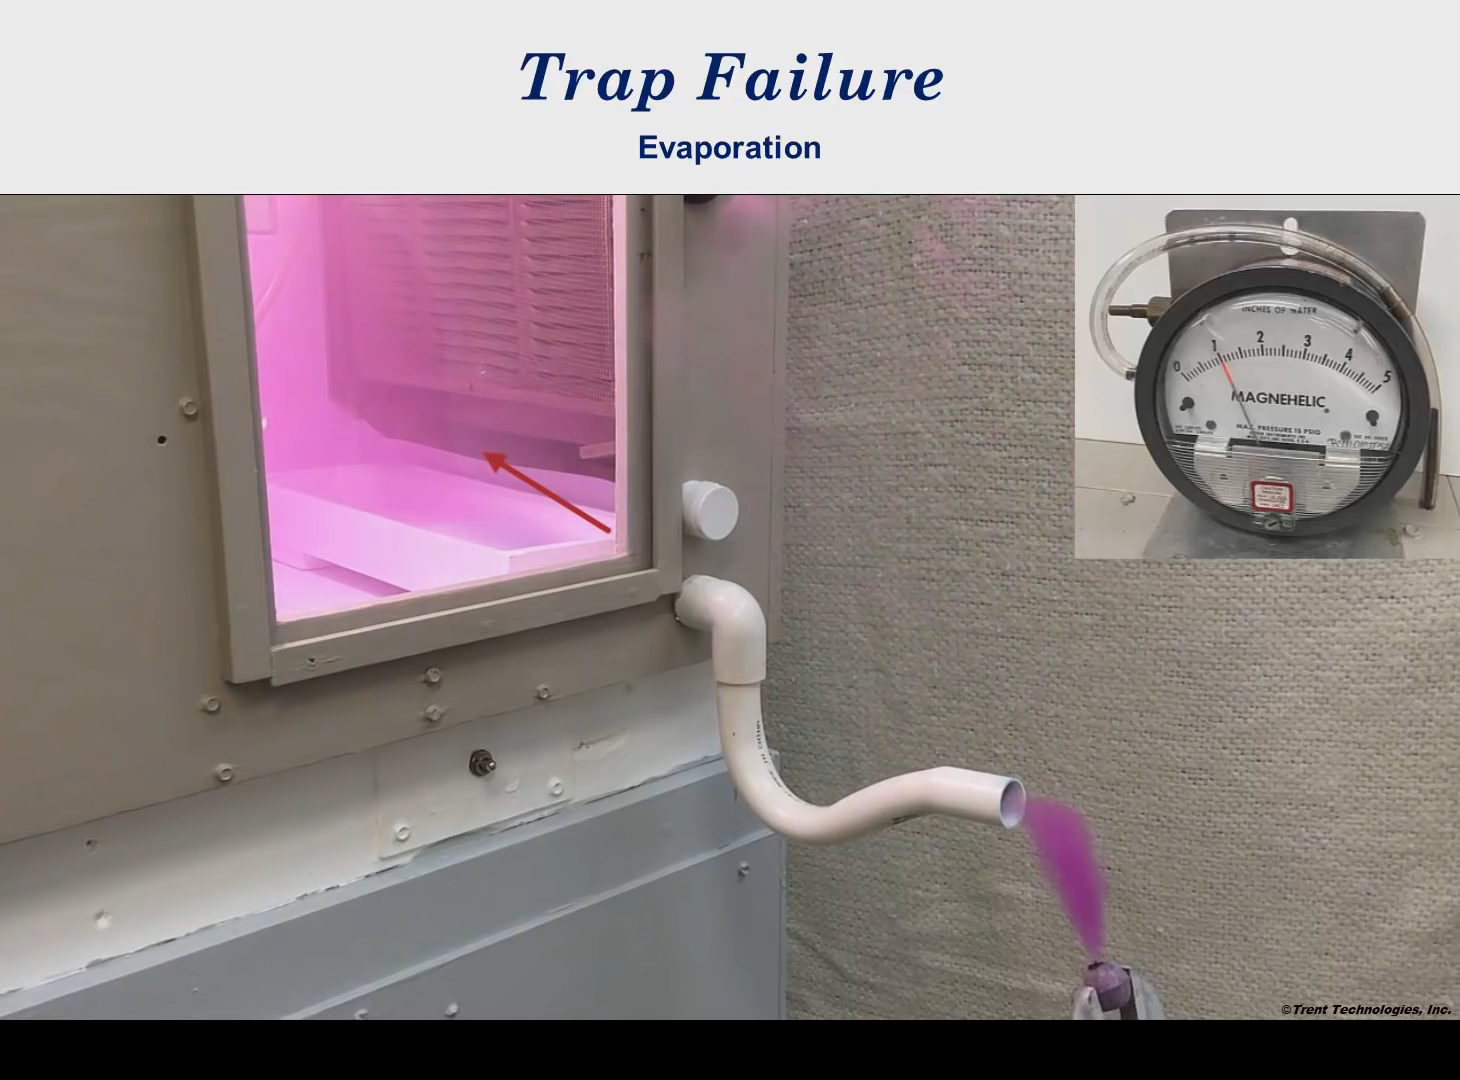 Trap Failure
Evaporation
INCHES OF WATER
0 1 2 3 4 5
MAGNEHELIC
MAX. PRESSURE 15 PSIG
©Trent Technologies, Inc.